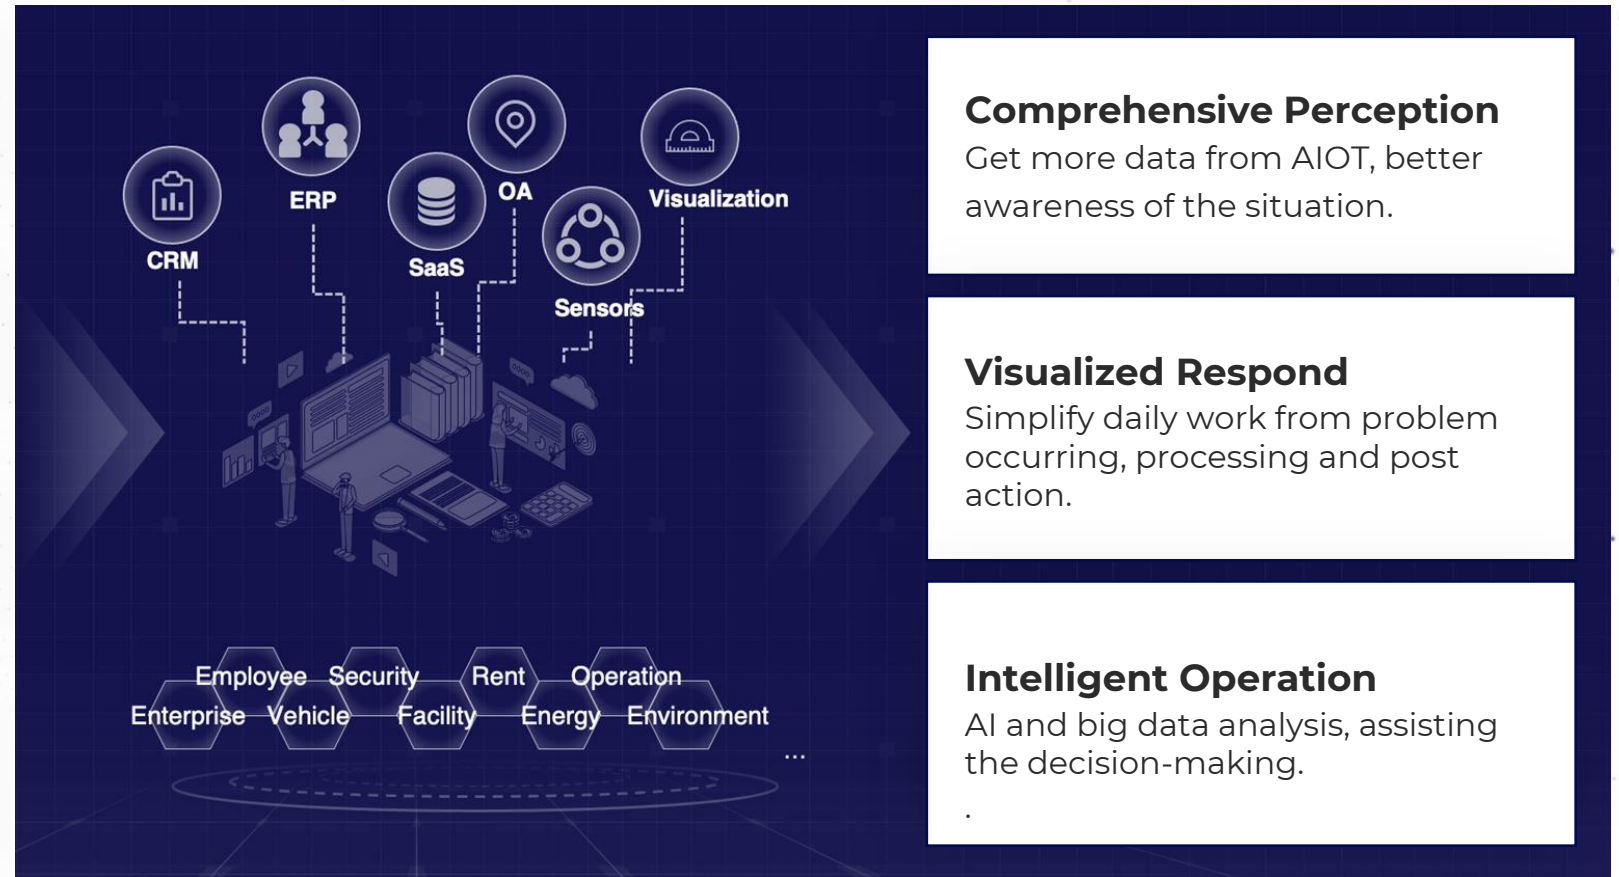 ERP
OA
Visualization
CRM
SaaS
Sensors
Employee
Security
Rent
Operation
Enterprise
Vehicle
Facility
Energy
Environment
...
Comprehensive Perception
Get more data from AIOT, better
awareness of the situation.
Visualized Respond
Simplify daily work from problem
occurring, processing and post
action.
Intelligent Operation
AI and big data analysis, assisting
the decision-making.
.